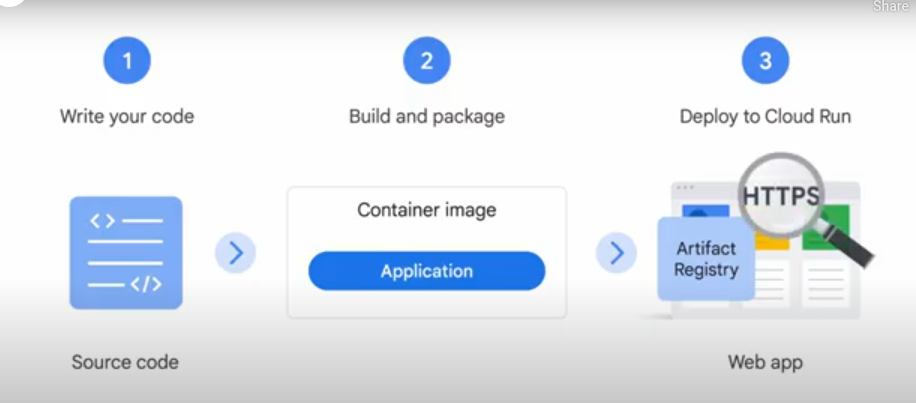 Share
1
Write your code
2
Build and package
3
Deploy to Cloud Run
<> 
</>
Source code
Container image
Application
HTTPS
Artifact
Registry
Web app